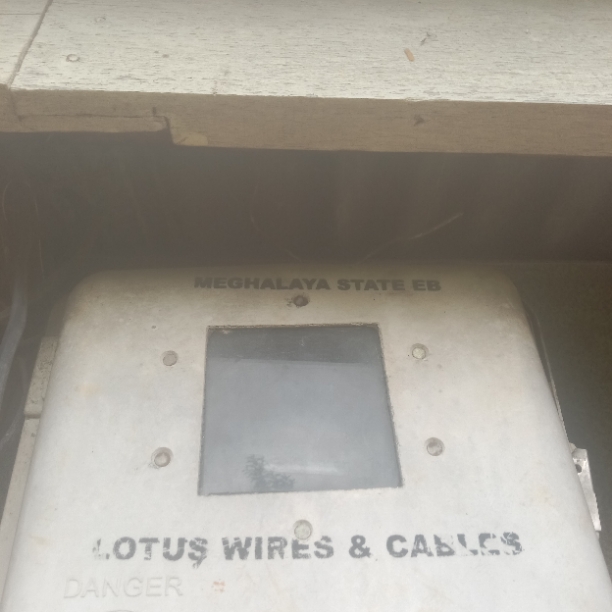 MEGHALAYA STATE EB
LOTUS WIRES & CABLES
DANGER